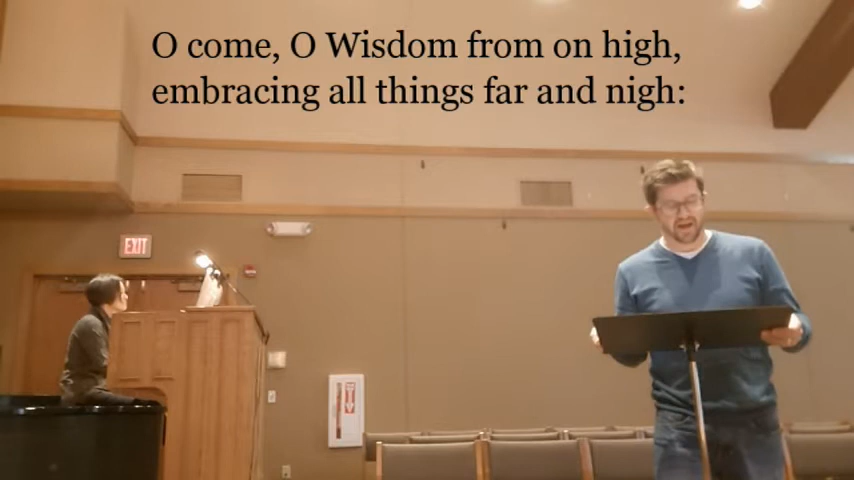 O come, O Wisdom from on high,
embracing all things far and nigh:
EXIT